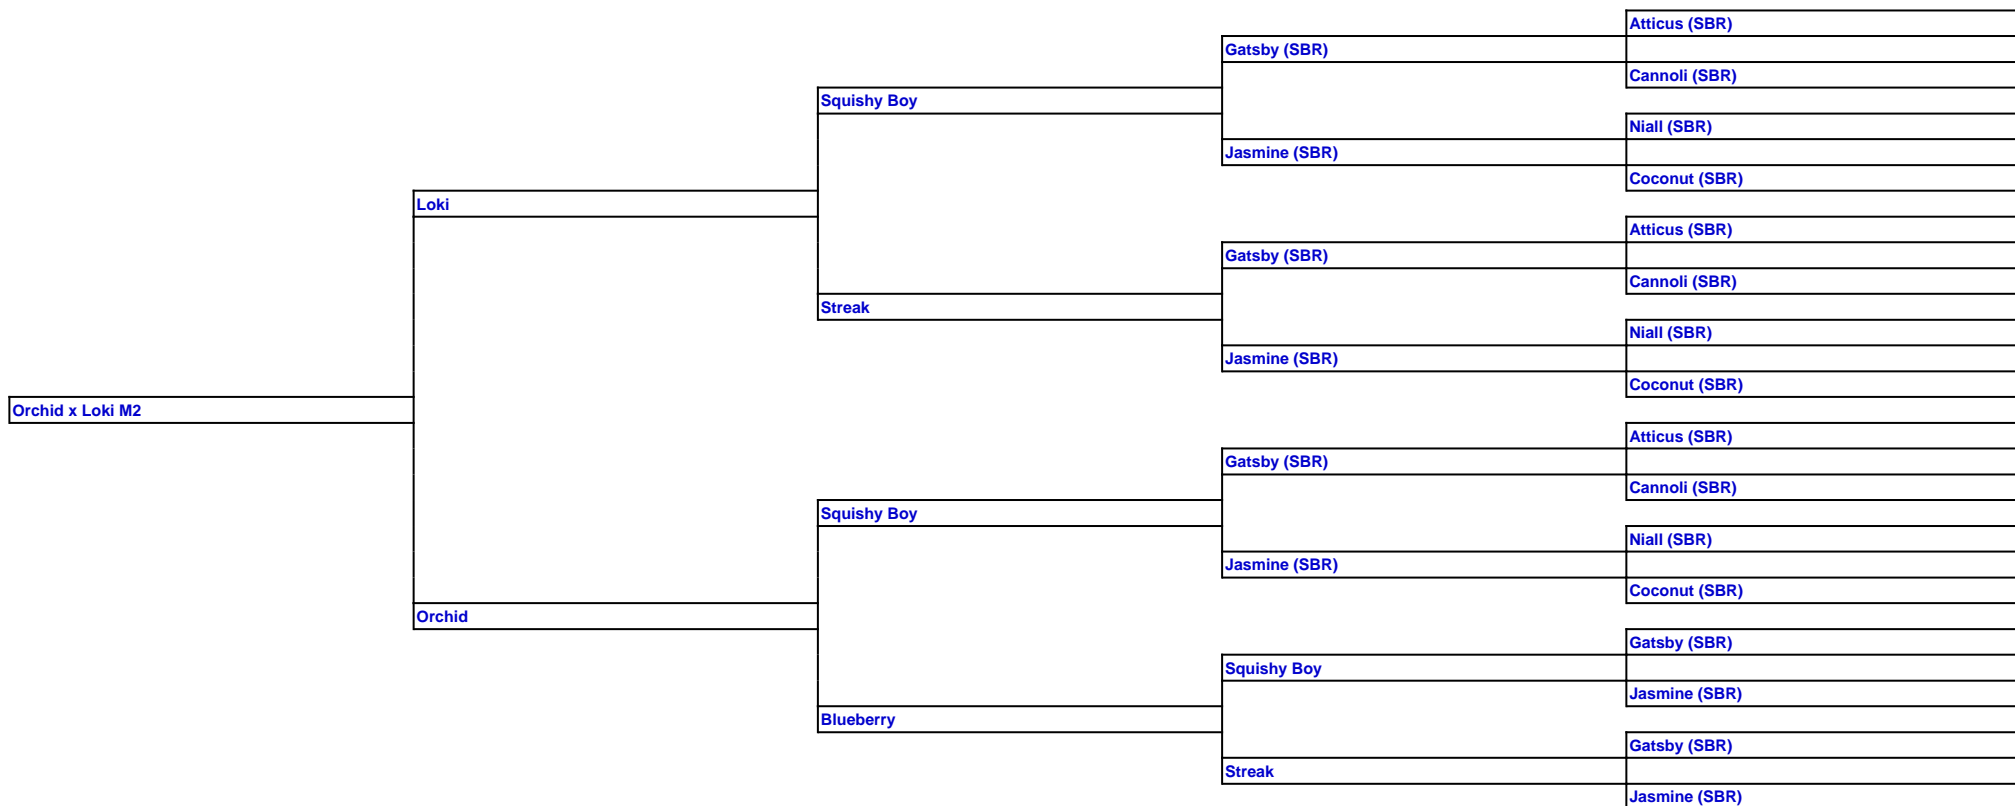 Atticus (SBR)
Gatsby (SBR)
Cannoli (SBR)
Squishy Boy
Niall (SBR)
Jasmine (SBR)
Coconut (SBR)
Loki
Atticus (SBR)
Gatsby (SBR)
Cannoli (SBR)
Streak
Niall (SBR)
Jasmine (SBR)
Coconut (SBR)
Orchid x Loki M2
Atticus (SBR)
Gatsby (SBR)
Cannoli (SBR)
Squishy Boy
Niall (SBR)
Jasmine (SBR)
Coconut (SBR)
Orchid
Gatsby (SBR)
Squishy Boy
Jasmine (SBR)
Blueberry
Gatsby (SBR)
Streak
Jasmine (SBR)